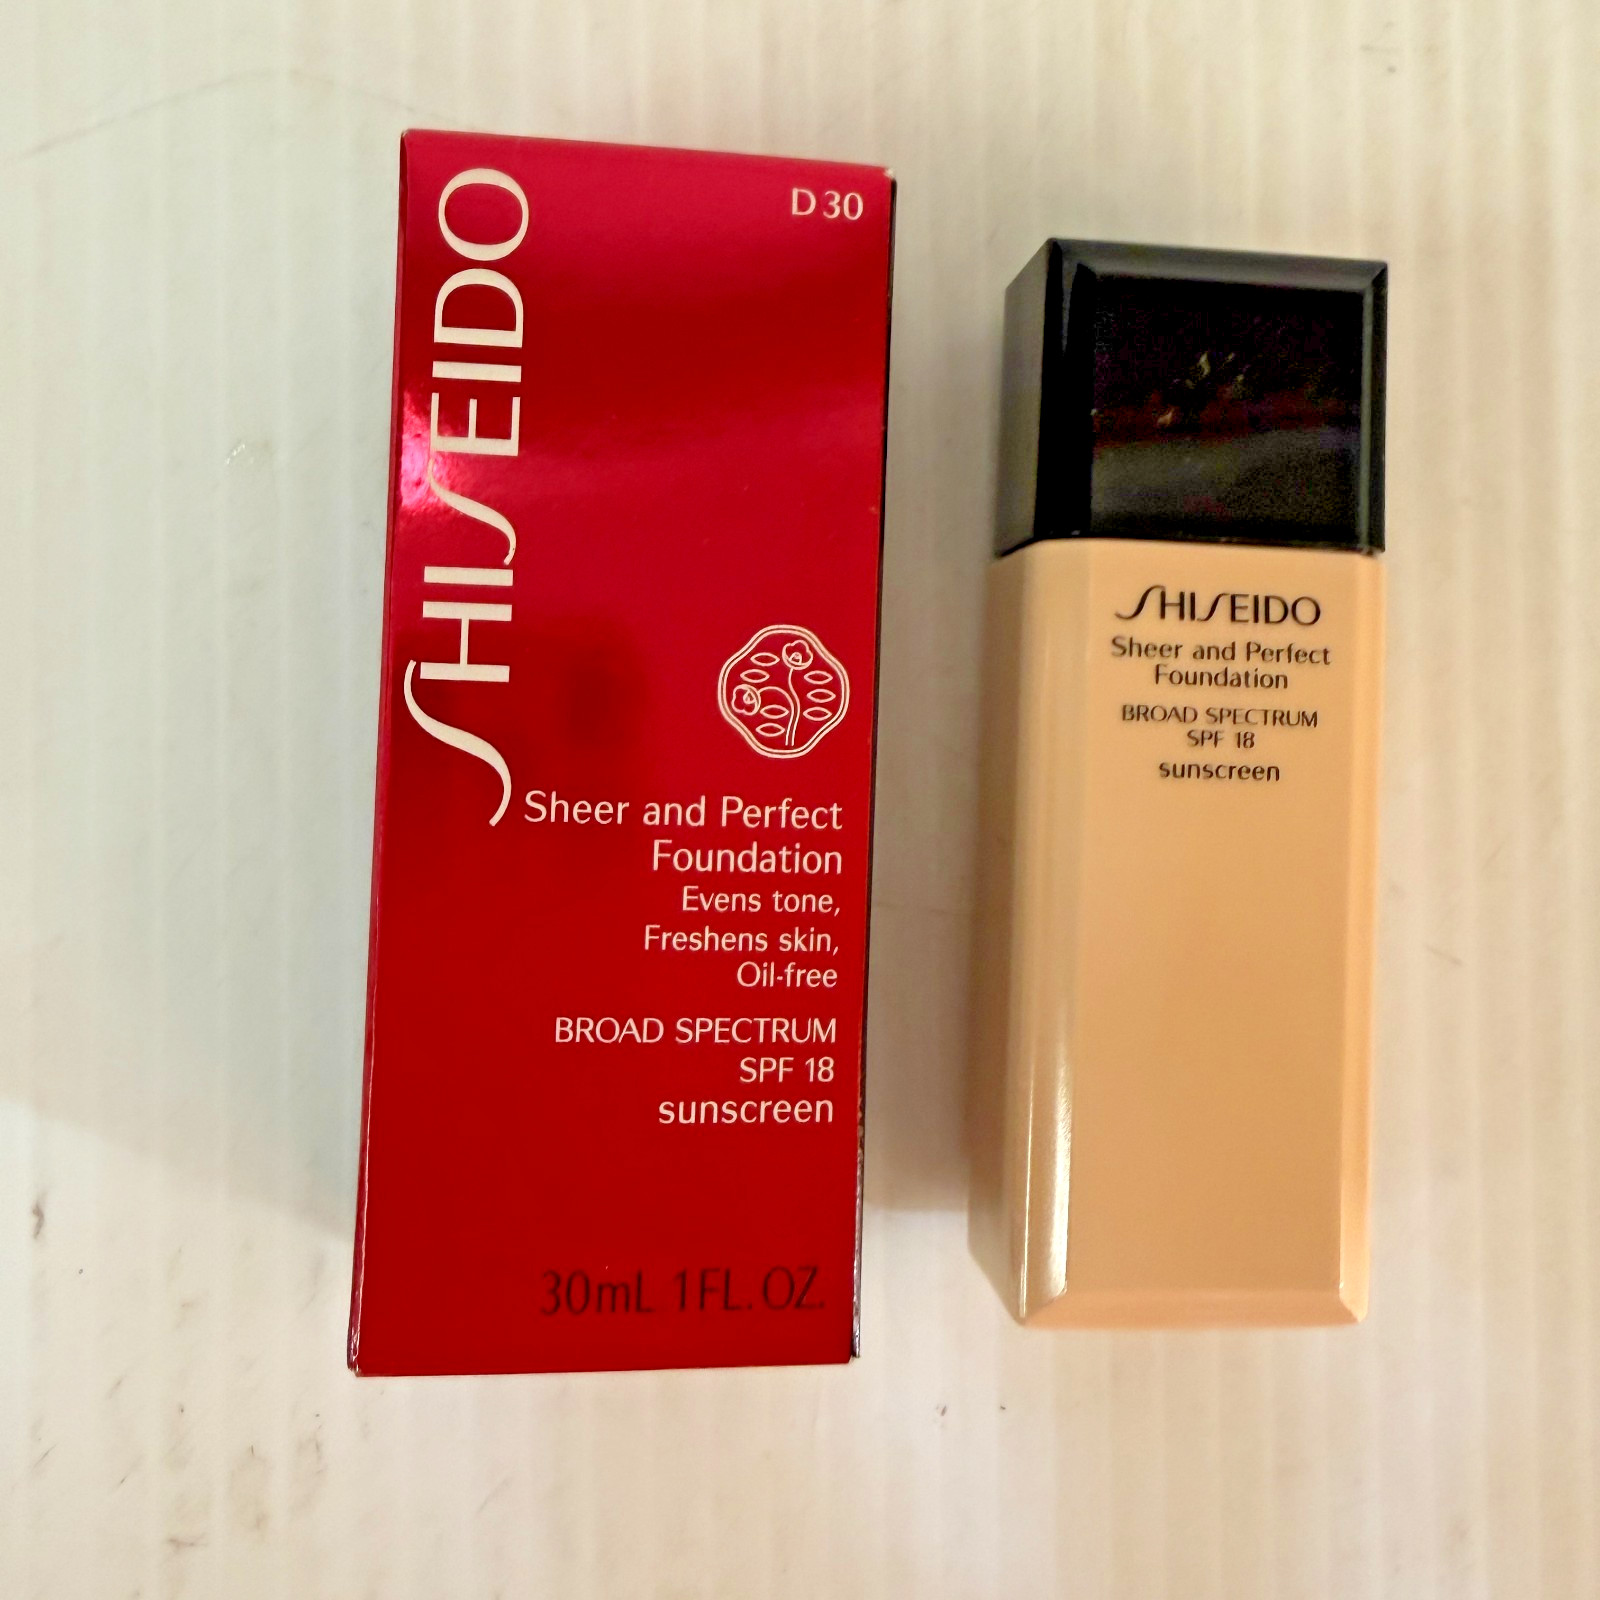 D 30
SHISEIDO
Sheer and Perfect
Foundation
Evens tone,
Freshens skin,
Oil-free
BROAD SPECTRUM
SPF 18
sunscreen
30mL 1FL. OZ.
SHISEIDO
Sheer and Perfect
Foundation
BROAD SPECTRUM
SPF 18
sunscreen